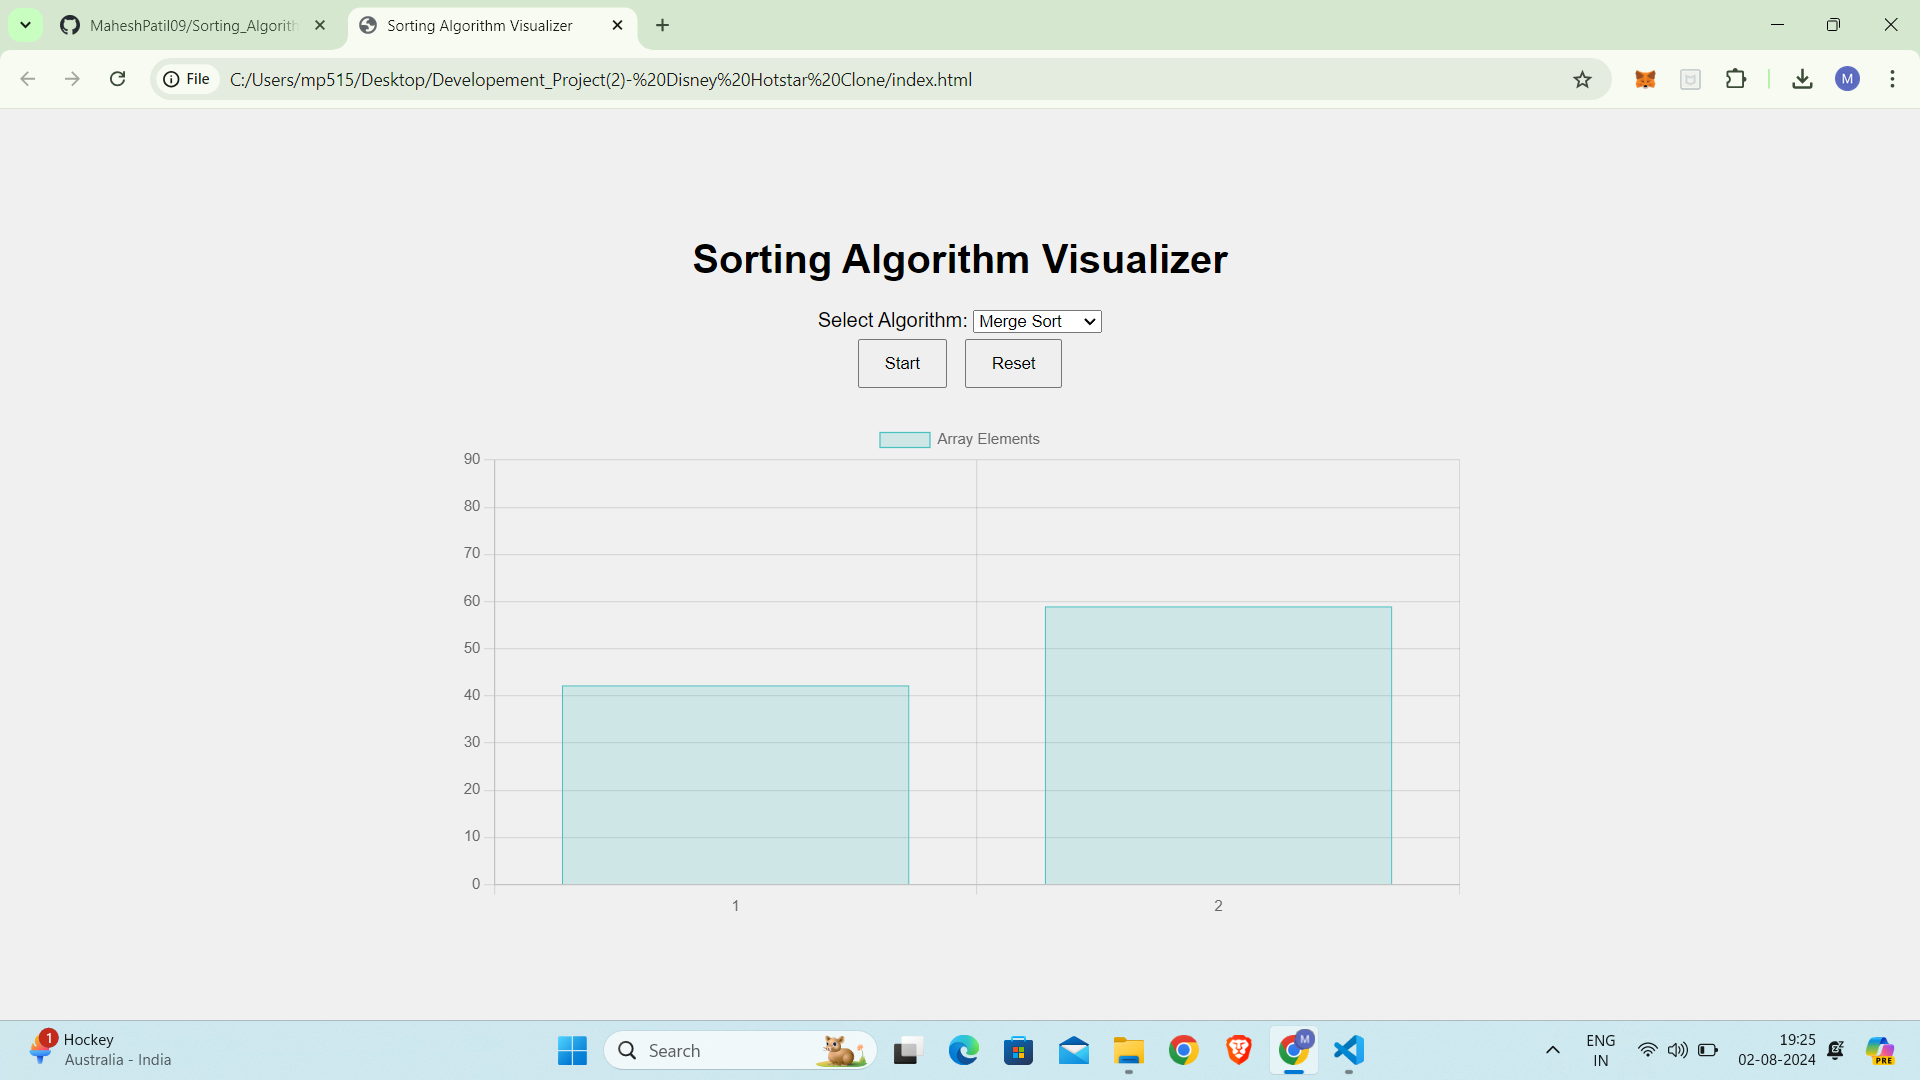 MaheshPatil09/Sorting_Algorith
Sorting Algorithm Visualizer
File
C:/Users/mp515/Desktop/Developement_Project(2)-%20Disney%20Hotstar%20Clone/index.html
M
Sorting Algorithm Visualizer
Select Algorithm: Merge Sort
Start Reset
Array Elements
90
80
70
60
50
40
30
20
10
0
1 2
1
Hockey
Australia - India
Search
M
ENG
IN
19:25
02-08-2024
PRE